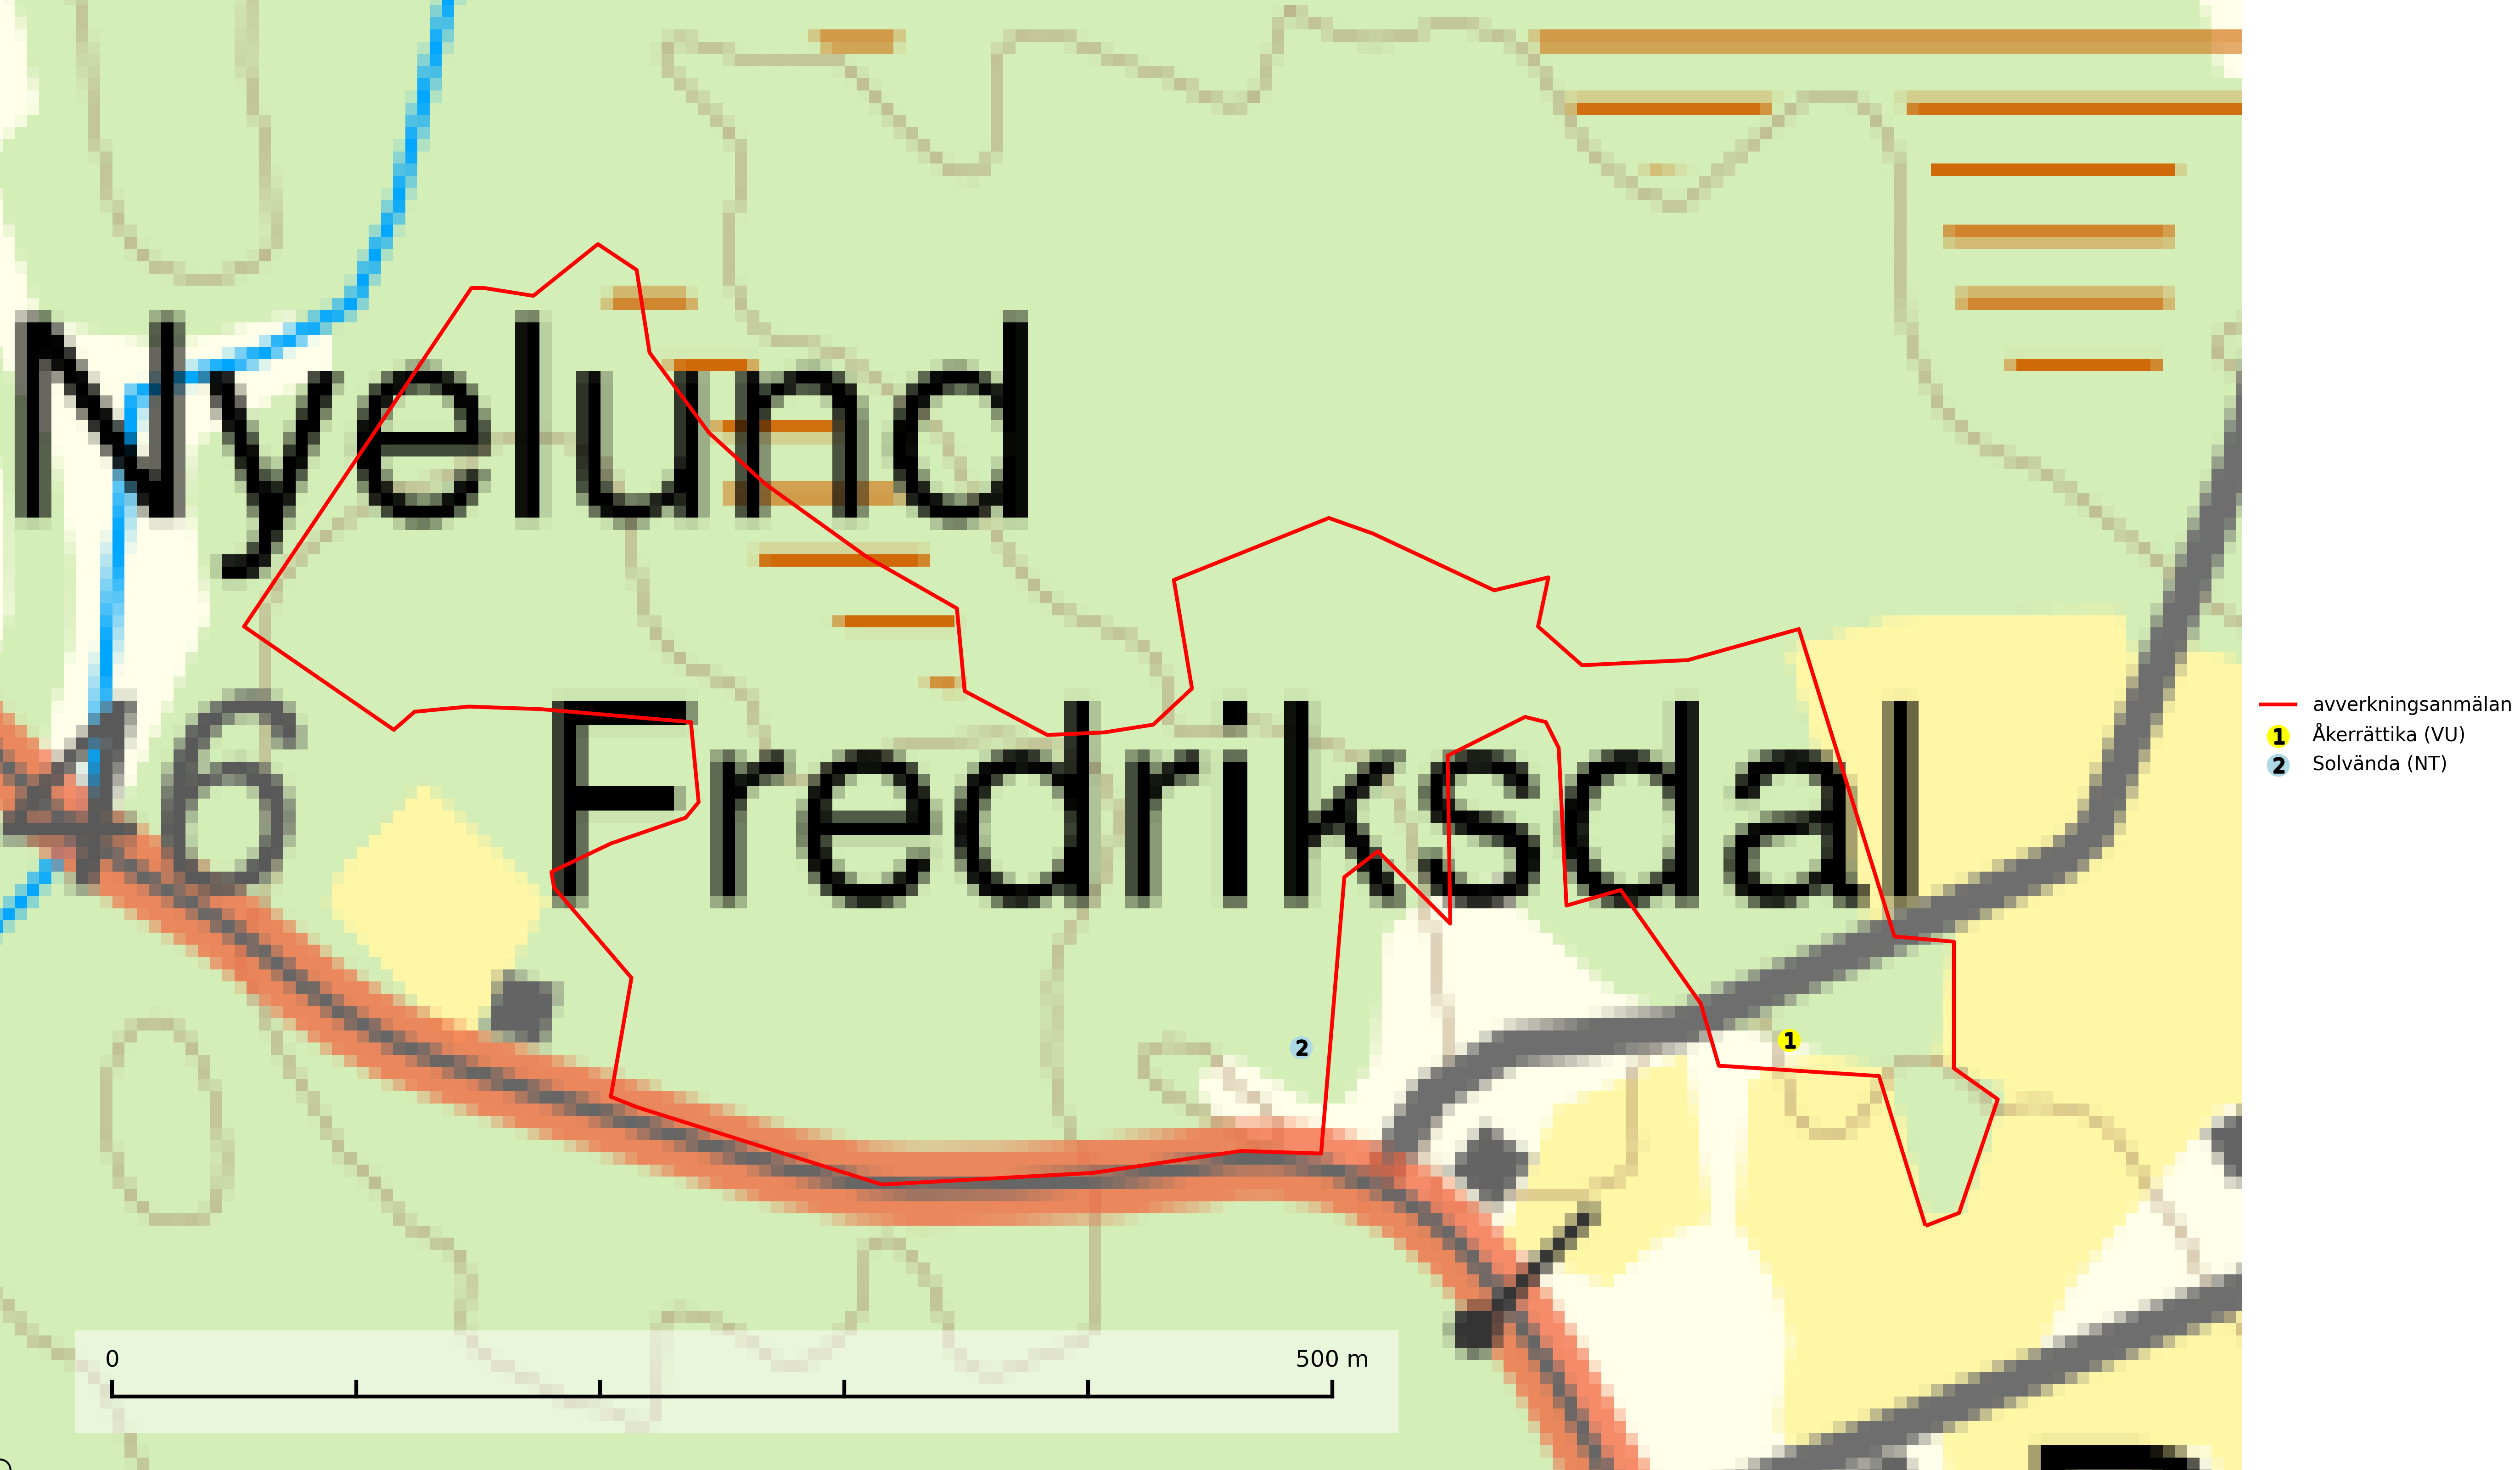 Nyelund
46
Fredriksdal
2
1
0 500 m
avverkningsanmälan
1 Åkerrättika (VU)
2 Solvända (NT)